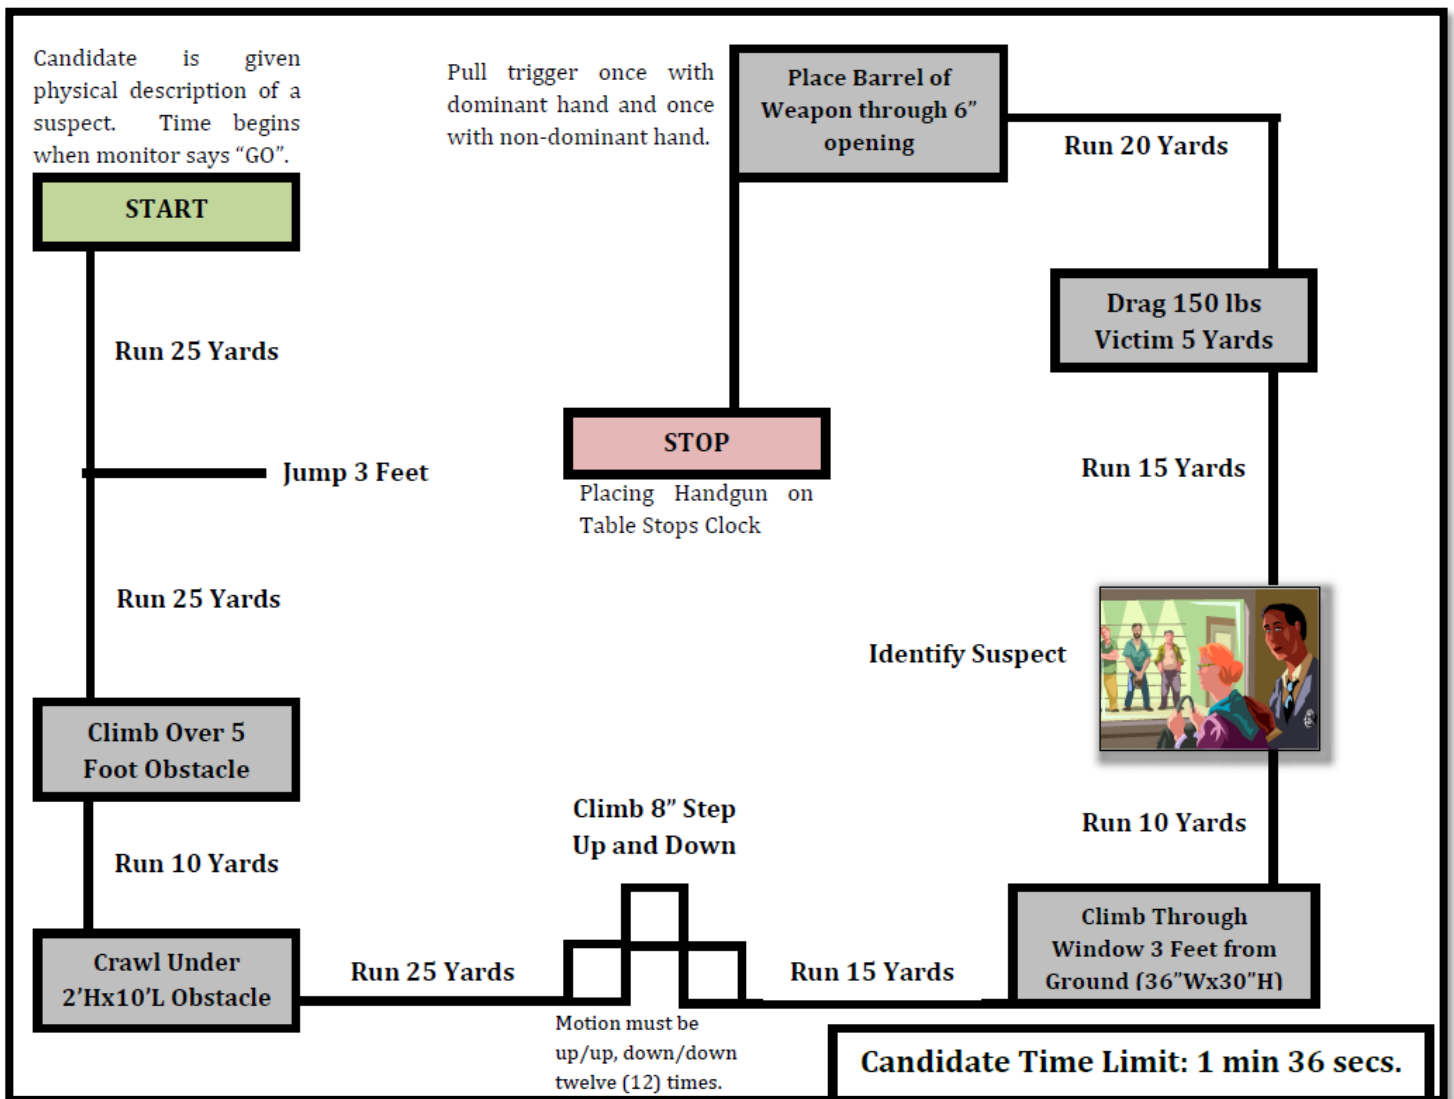 Candidate is given
physical description of a
suspect. Time begins
when monitor says “GO”.
START
Run 25 Yards
Jump 3 Feet
Run 25 Yards
Climb Over 5
Foot Obstacle
Run 10 Yards
Crawl Under
2’Hx10’L Obstacle
Run 25 Yards
Climb 8” Step
Up and Down
Motion must be
up/up, down/down
twelve (12) times.
Run 15 Yards
Climb Through
Window 3 Feet from
Ground (36”Wx30”H)
Run 10 Yards
Identify Suspect
Run 15 Yards
Drag 150 lbs
Victim 5 Yards
Run 20 Yards
Place Barrel of
Weapon through 6”
opening
Pull trigger once with
dominant hand and once
with non-dominant hand.
STOP
Placing Handgun on
Table Stops Clock
Candidate Time Limit: 1 min 36 secs.